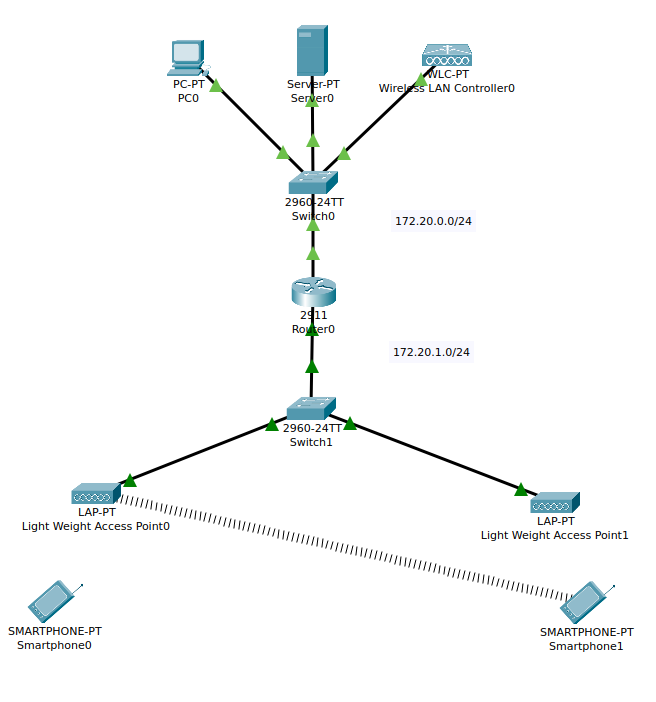 PC-PT
PC0
Server-PT
Server0
WLC-PT
Wireless LAN Controller0
2960-24TT
Switch0
172.20.0.0/24
2911
Router0
172.20.1.0/24
2960-24TT
Switch1
LAP-PT
Light Weight Access Point0
LAP-PT
Light Weight Access Point1
SMARTPHONE-PT
Smartphone0
SMARTPHONE-PT
Smartphone1